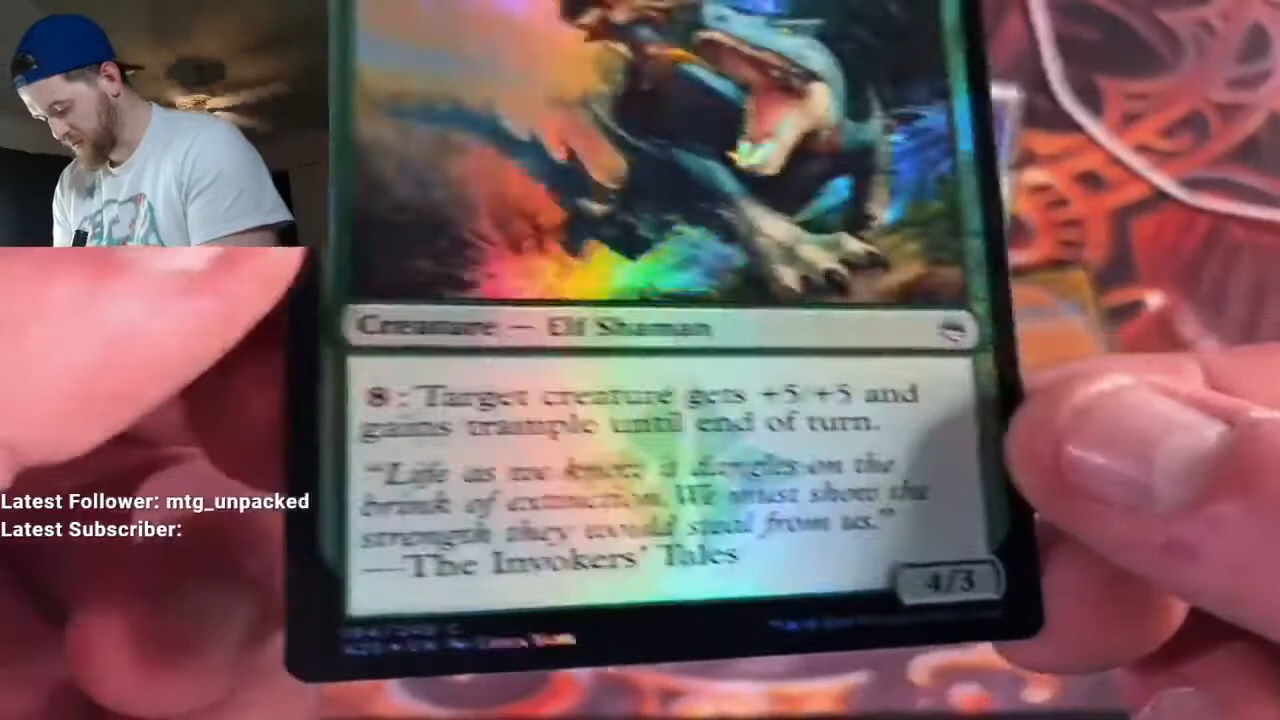 Creature — Elf Shaman
8 : Target creature gets +5/+5 and
gains trample until end of turn.
"Life as we know it dangles on the
brink of extinction. We must show the
strength they would steal from us."
—The Invokers' Tales
4/3
Latest Follower: mtg_unpacked
Latest Subscriber: